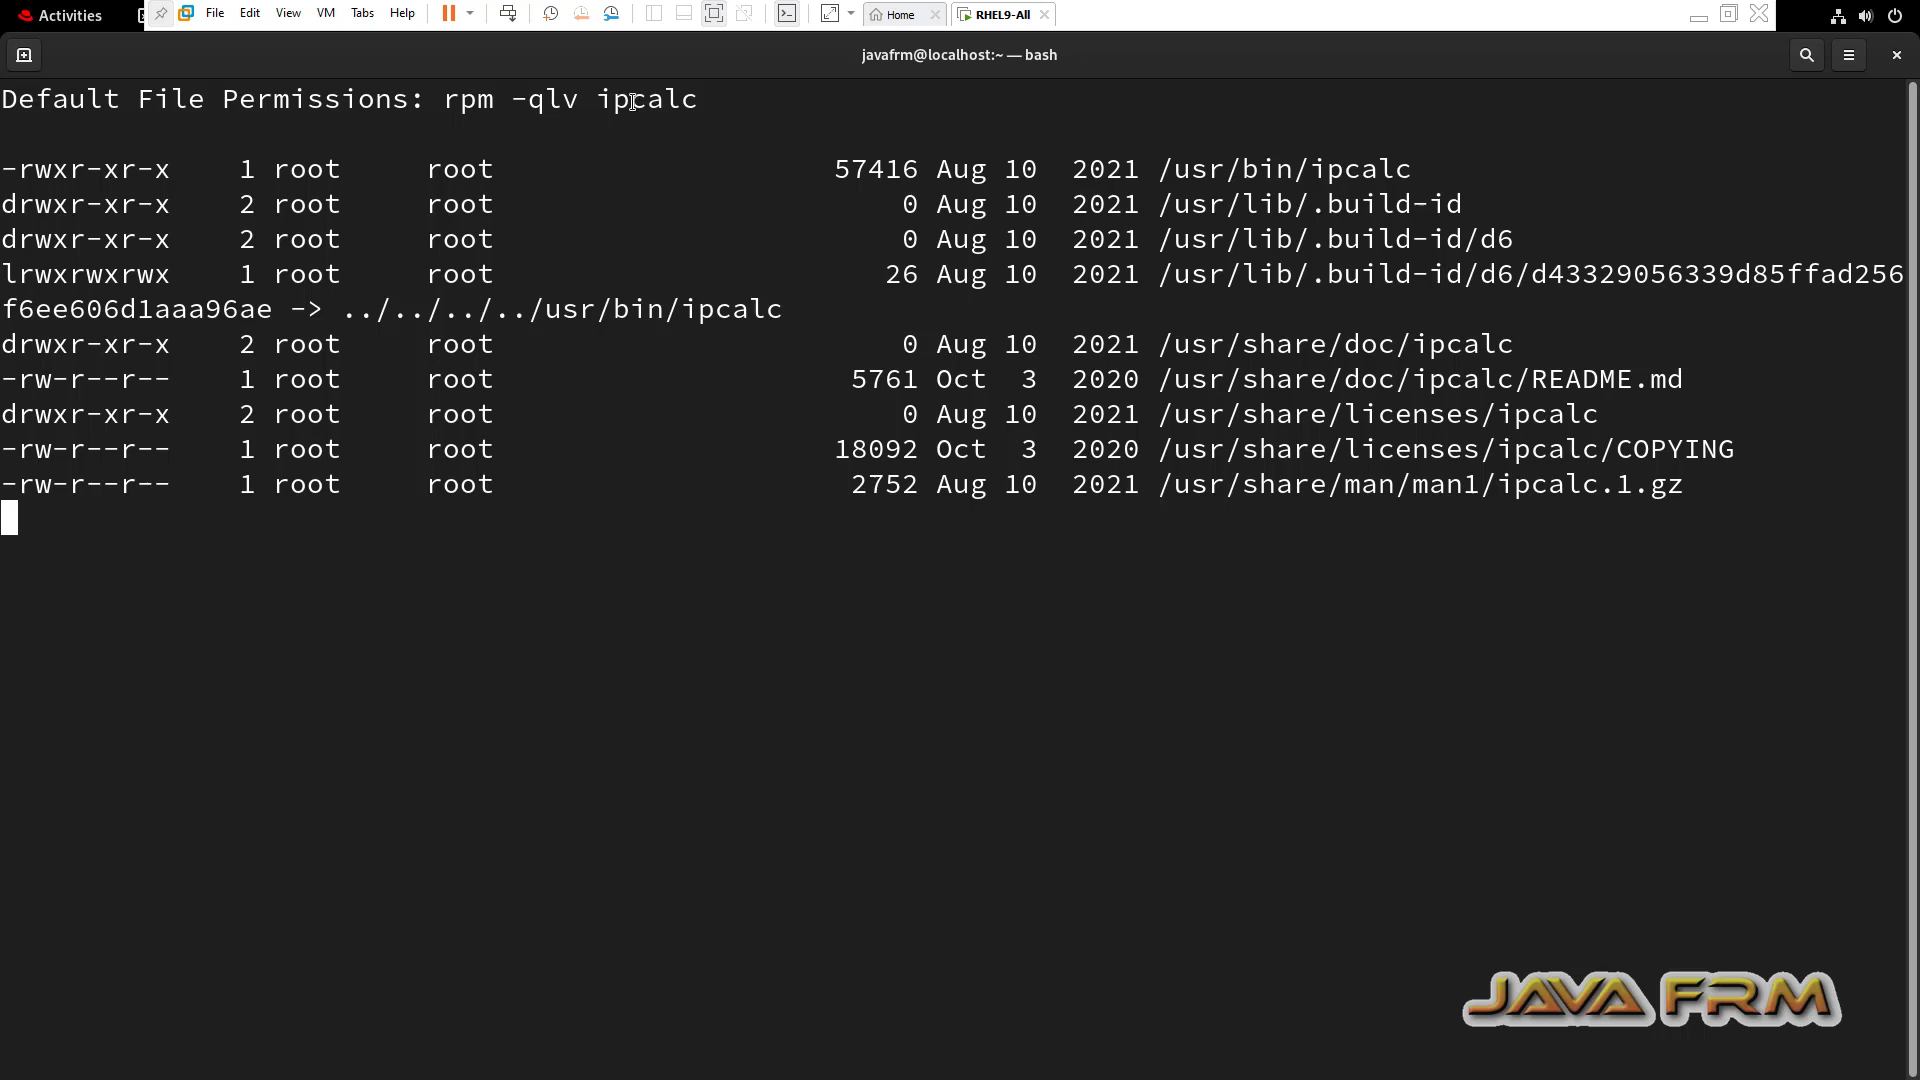 Activities File Edit View VM Tabs Help Home RHEL9-All
javafrm@localhost:~ — bash
Default File Permissions: rpm -qlv ipcalc
-rwxr-xr-x    1 root     root                    57416 Aug 10  2021 /usr/bin/ipcalc
drwxr-xr-x    2 root     root                        0 Aug 10  2021 /usr/lib/.build-id
drwxr-xr-x    2 root     root                        0 Aug 10  2021 /usr/lib/.build-id/d6
lrwxrwxrwx    1 root     root                       26 Aug 10  2021 /usr/lib/.build-id/d6/d43329056339d85ffad256
f6ee606d1aaa96ae -> ../../../../usr/bin/ipcalc
drwxr-xr-x    2 root     root                        0 Aug 10  2021 /usr/share/doc/ipcalc
-rw-r--r--    1 root     root                     5761 Oct  3  2020 /usr/share/doc/ipcalc/README.md
drwxr-xr-x    2 root     root                        0 Aug 10  2021 /usr/share/licenses/ipcalc
-rw-r--r--    1 root     root                    18092 Oct  3  2020 /usr/share/licenses/ipcalc/COPYING
-rw-r--r--    1 root     root                     2752 Aug 10  2021 /usr/share/man/man1/ipcalc.1.gz
JAVA FRM